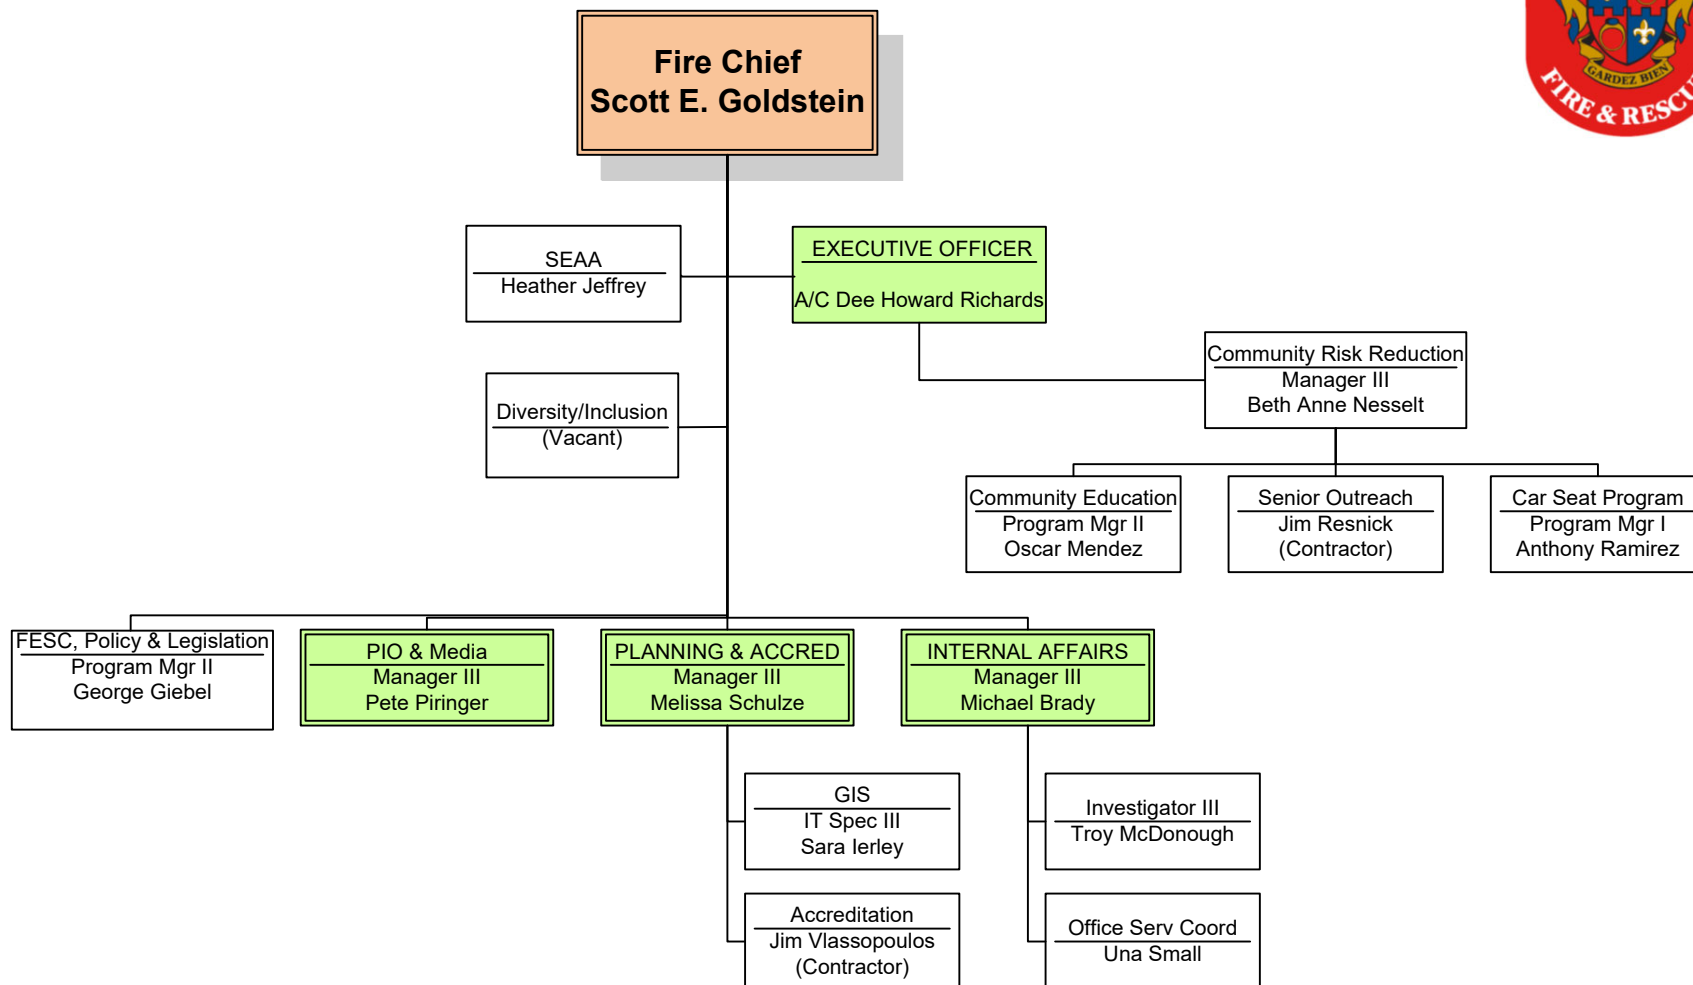 Fire Chief
Scott E. Goldstein
GARDEZ BIEN
FIRE & RESCU
SEAA
Heather Jeffrey
EXECUTIVE OFFICER
A/C Dee Howard Richards
Community Risk Reduction
Manager III
Beth Anne Nesselt
Diversity/Inclusion
(Vacant)
Community Education
Program Mgr II
Oscar Mendez
Senior Outreach
Jim Resnick
(Contractor)
Car Seat Program
Program Mgr I
Anthony Ramirez
FESC, Policy & Legislation
Program Mgr II
George Giebel
PIO & Media
Manager III
Pete Piringer
PLANNING & ACCRED
Manager III
Melissa Schulze
INTERNAL AFFAIRS
Manager III
Michael Brady
GIS
IT Spec III
Sara Ierley
Investigator III
Troy McDonough
Accreditation
Jim Vlassopoulos
(Contractor)
Office Serv Coord
Una Small